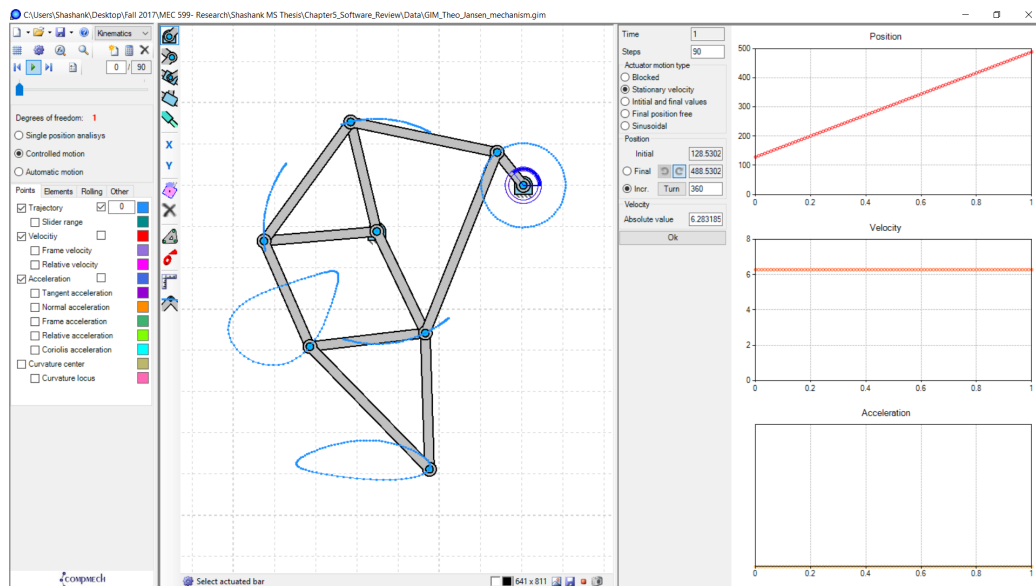 C:\Users\Shashank\Desktop\Fall 2017\MEC 599- Research\Shashank MS Thesis\Chapter5_Software_Review\Data\GIM_Theo_Jansen_mechanism.gim
Kinematics
0 / 90
Degrees of freedom: 1
Single position analisys
Controlled motion
Automatic motion
Points Elements Rolling Other
Trajectory 0
Slider range
Velocitiy
Frame velocity
Relative velocity
Acceleration
Tangent acceleration
Normal acceleration
Frame acceleration
Relative acceleration
Coriolis acceleration
Curvature center
Curvature locus
COMPMECH
X
Y
Select actuated bar
641 x 811
Time 1
Steps 90
Actuator motion type
Blocked
Stationary velocity
Intitial and final values
Final position free
Sinusoidal
Position
Initial 128.5302
Final 488.5302
Incr. Turn 360
Velocity
Absolute value 6.283185
Ok
Position
500
400
300
200
100
0
0 0.2 0.4 0.6 0.8 1
Velocity
8
6
4
2
0
0 0.2 0.4 0.6 0.8 1
Acceleration
0 0.2 0.4 0.6 0.8 1